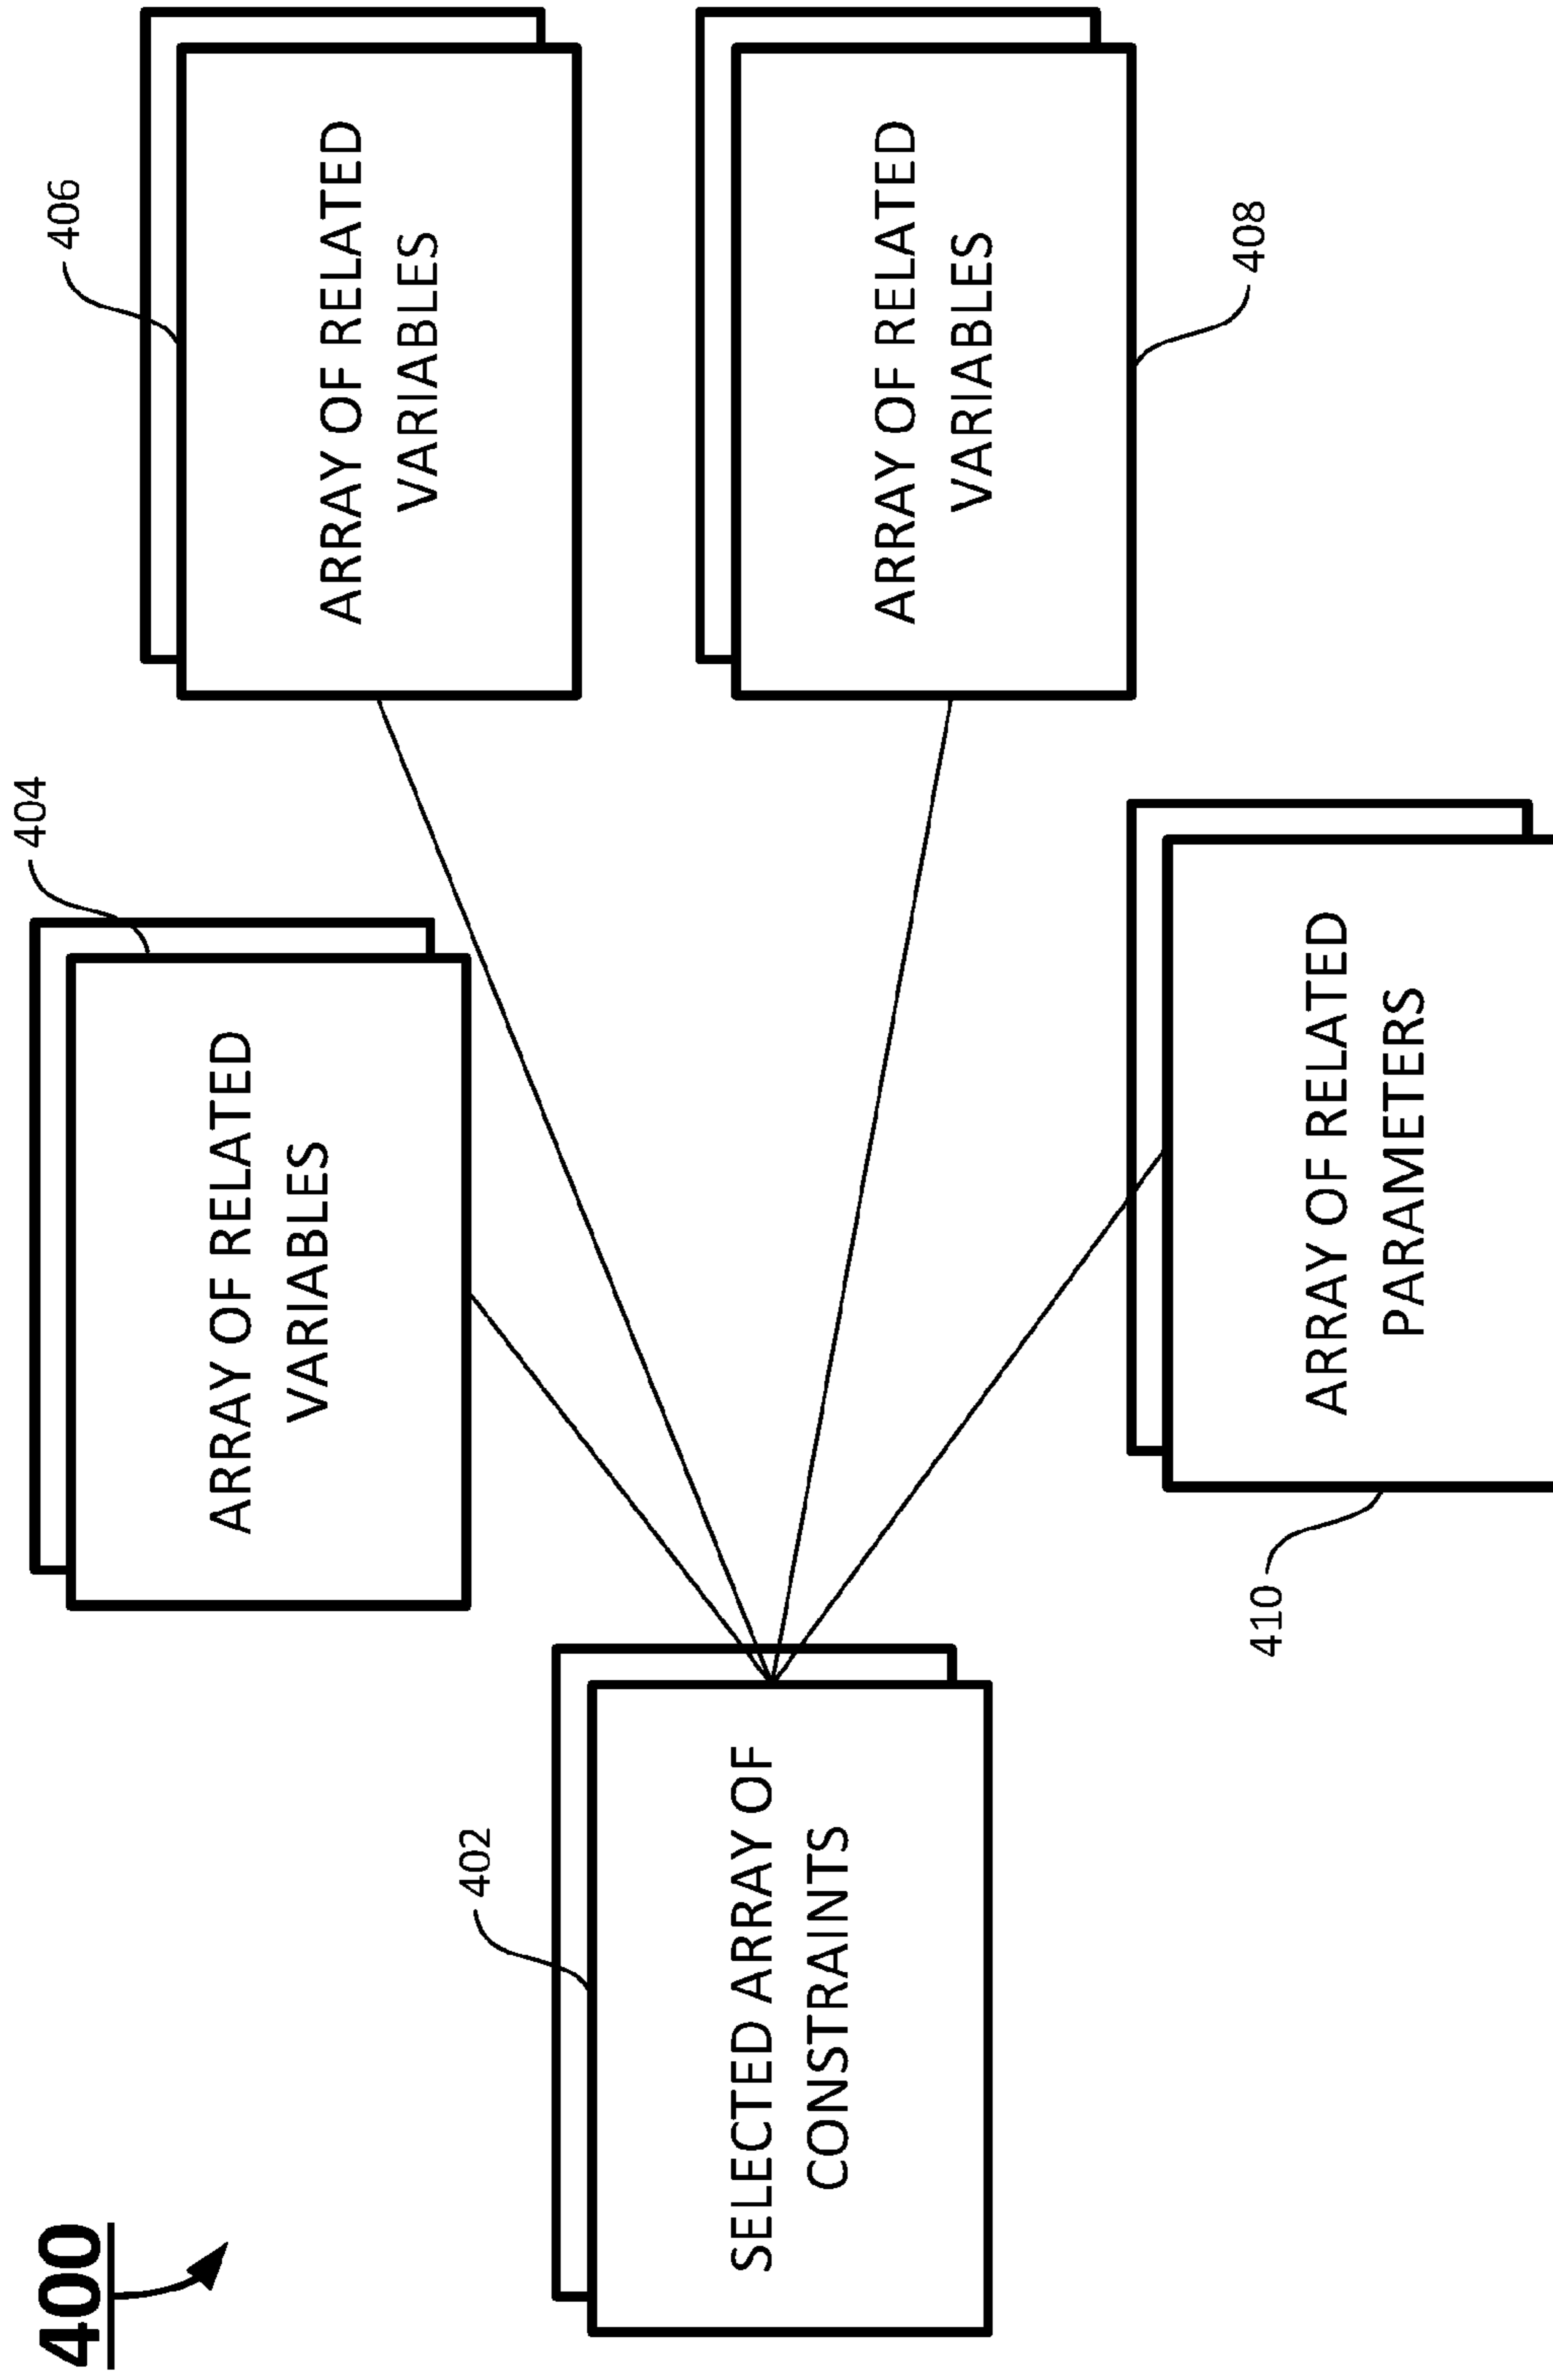 400
402
SELECTED ARRAY OF
CONSTRAINTS
404
ARRAY OF RELATED
VARIABLES
406
ARRAY OF RELATED
VARIABLES
ARRAY OF RELATED
VARIABLES
408
410
ARRAY OF RELATED
PARAMETERS